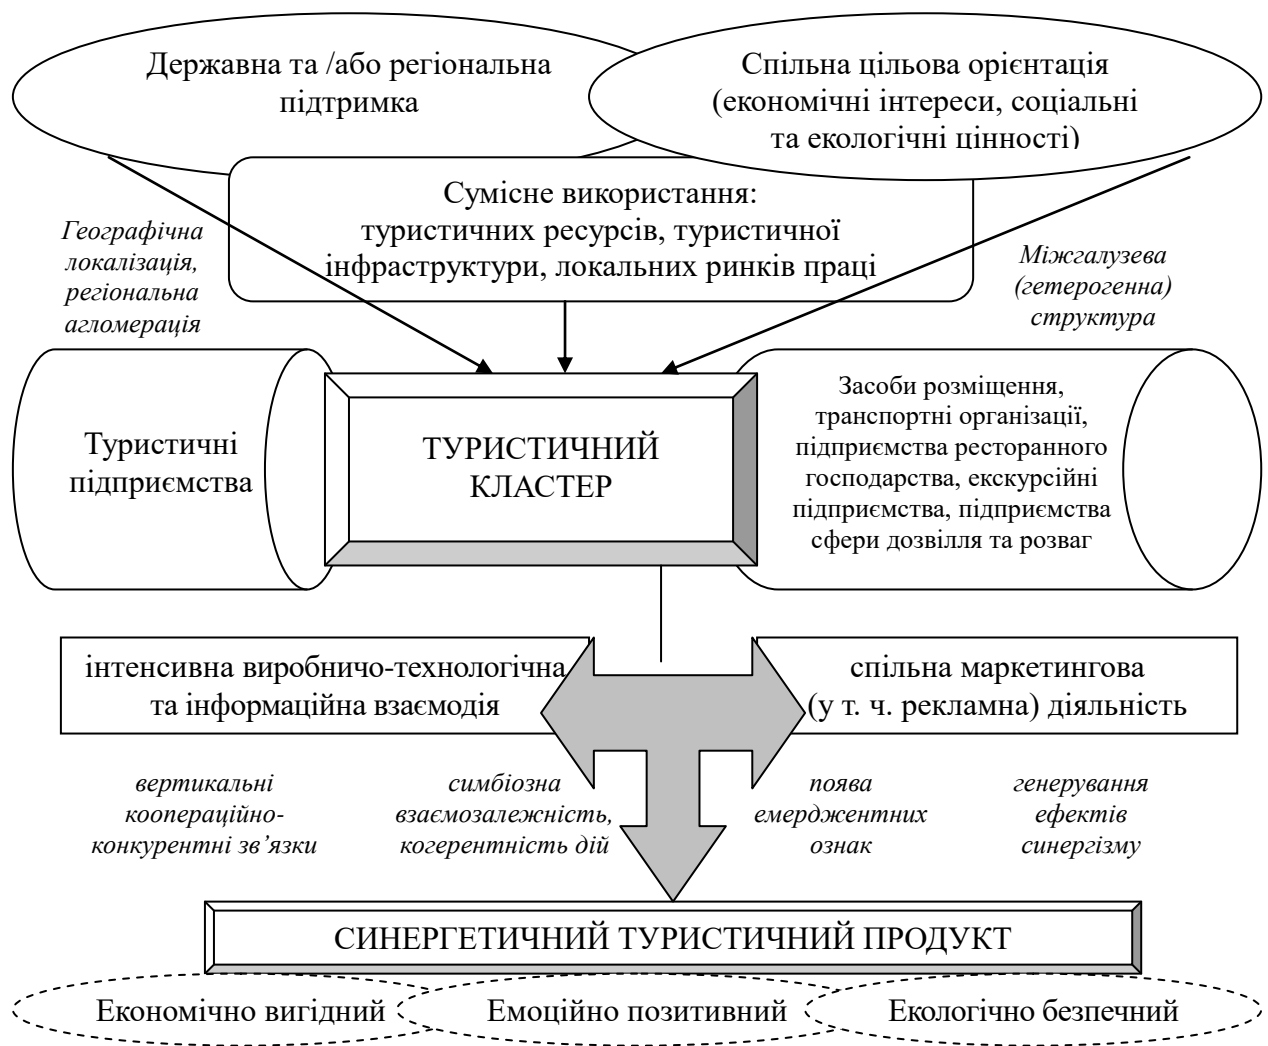 Державна та /або регіональна
підтримка
Спільна цільова орієнтація
(економічні інтереси, соціальні
та екологічні цінності)
Сумісне використання:
туристичних ресурсів, туристичної
інфраструктури, локальних ринків праці
Географічна
локалізація,
регіональна
агломерація
Міжгалузева
(гетерогенна)
структура
Туристичні
підприємства
ТУРИСТИЧНИЙ
КЛАСТЕР
Засоби розміщення,
транспортні організації,
підприємства ресторанного
господарства, екскурсійні
підприємства, підприємства
сфери дозвілля та розваг
інтенсивна виробничо-технологічна
та інформаційна взаємодія
спільна маркетингова
(у т. ч. рекламна) діяльність
вертикальні
коопераційно-
конкурентні зв’язки
симбіозна
взаємозалежність,
когерентність дій
поява
емерджентних
ознак
генерування
ефектів
синергізму
СИНЕРГЕТИЧНИЙ ТУРИСТИЧНИЙ ПРОДУКТ
Економічно вигідний
Емоційно позитивний
Екологічно безпечний